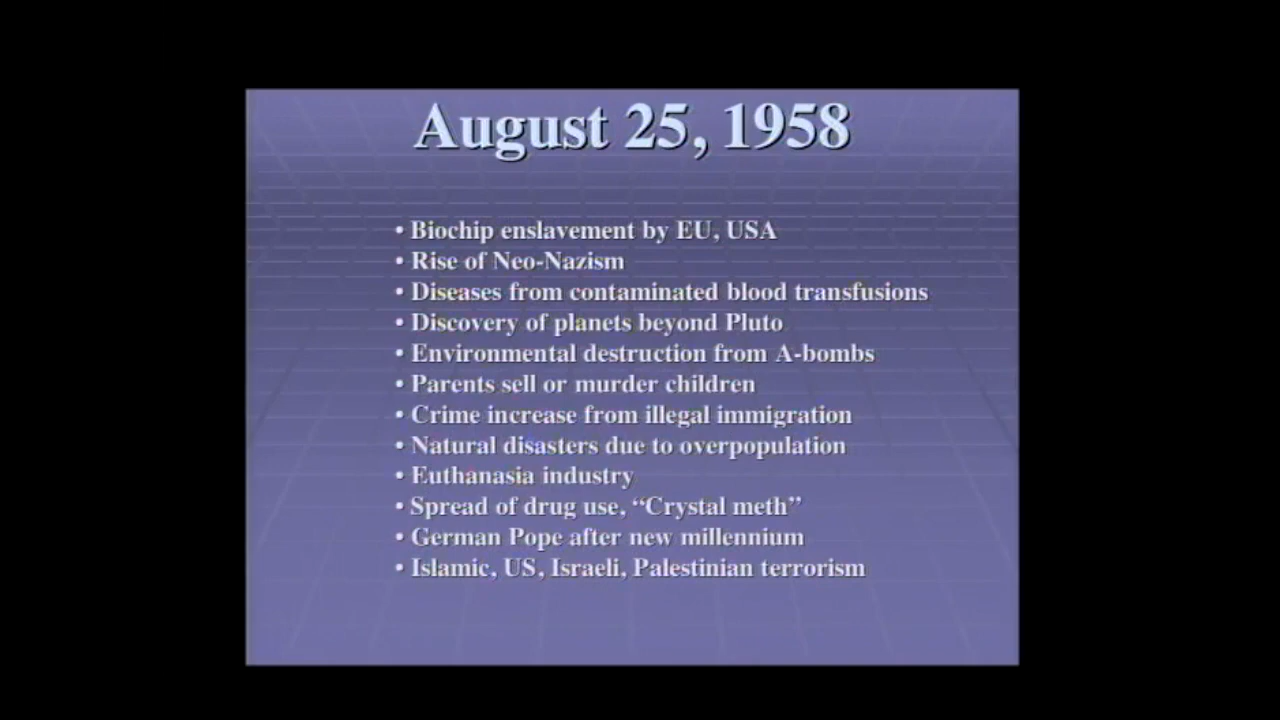 August 25, 1958
• Biochip enslavement by EU, USA
• Rise of Neo-Nazism
• Diseases from contaminated blood transfusions
• Discovery of planets beyond Pluto
• Environmental destruction from A-bombs
• Parents sell or murder children
• Crime increase from illegal immigration
• Natural disasters due to overpopulation
• Euthanasia industry
• Spread of drug use, “Crystal meth”
• German Pope after new millennium
• Islamic, US, Israeli, Palestinian terrorism